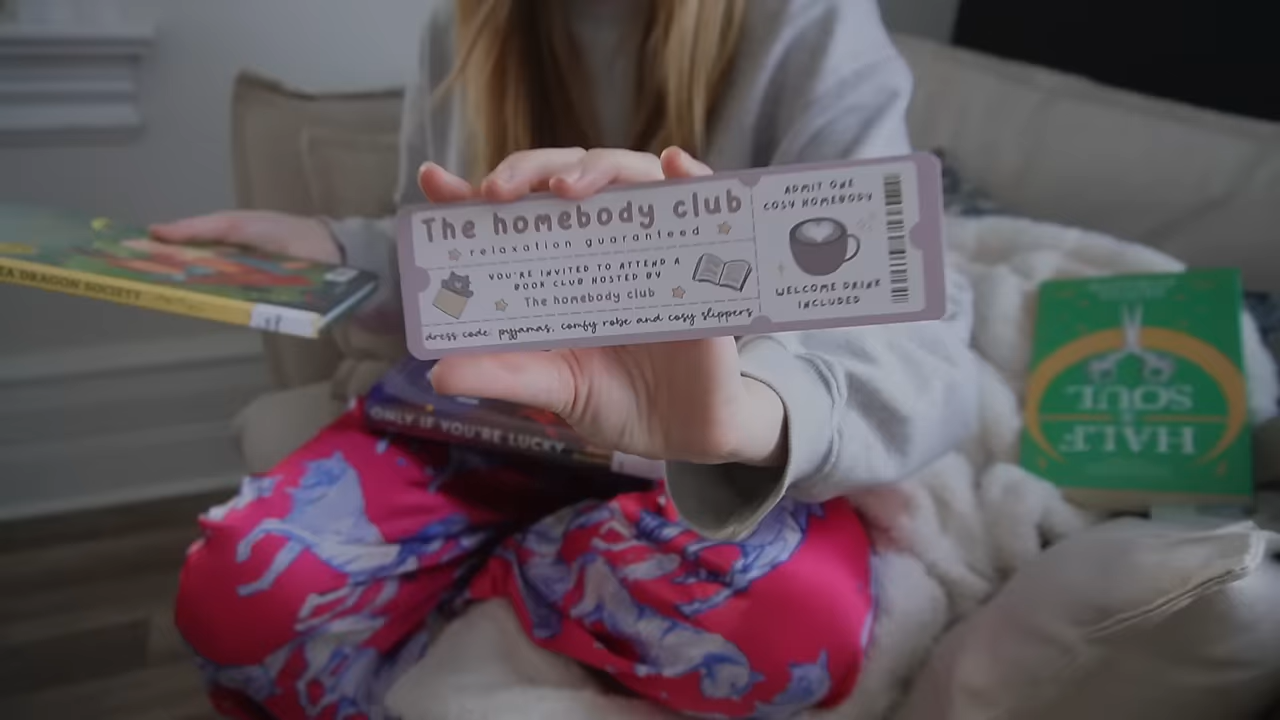 The homebody club
relaxation guaranteed
YOU'RE INVITED TO ATTEND A
BOOK CLUB HOSTED BY
The homebody club
dress code: pyjamas, comfy robe and cosy slippers
ADMIT ONE
COSY HOMEBODY
WELCOME DRINK
INCLUDED
DRAGON SOCIETY
ONLY IF YOU'RE LUCKY
HALF
SOUL